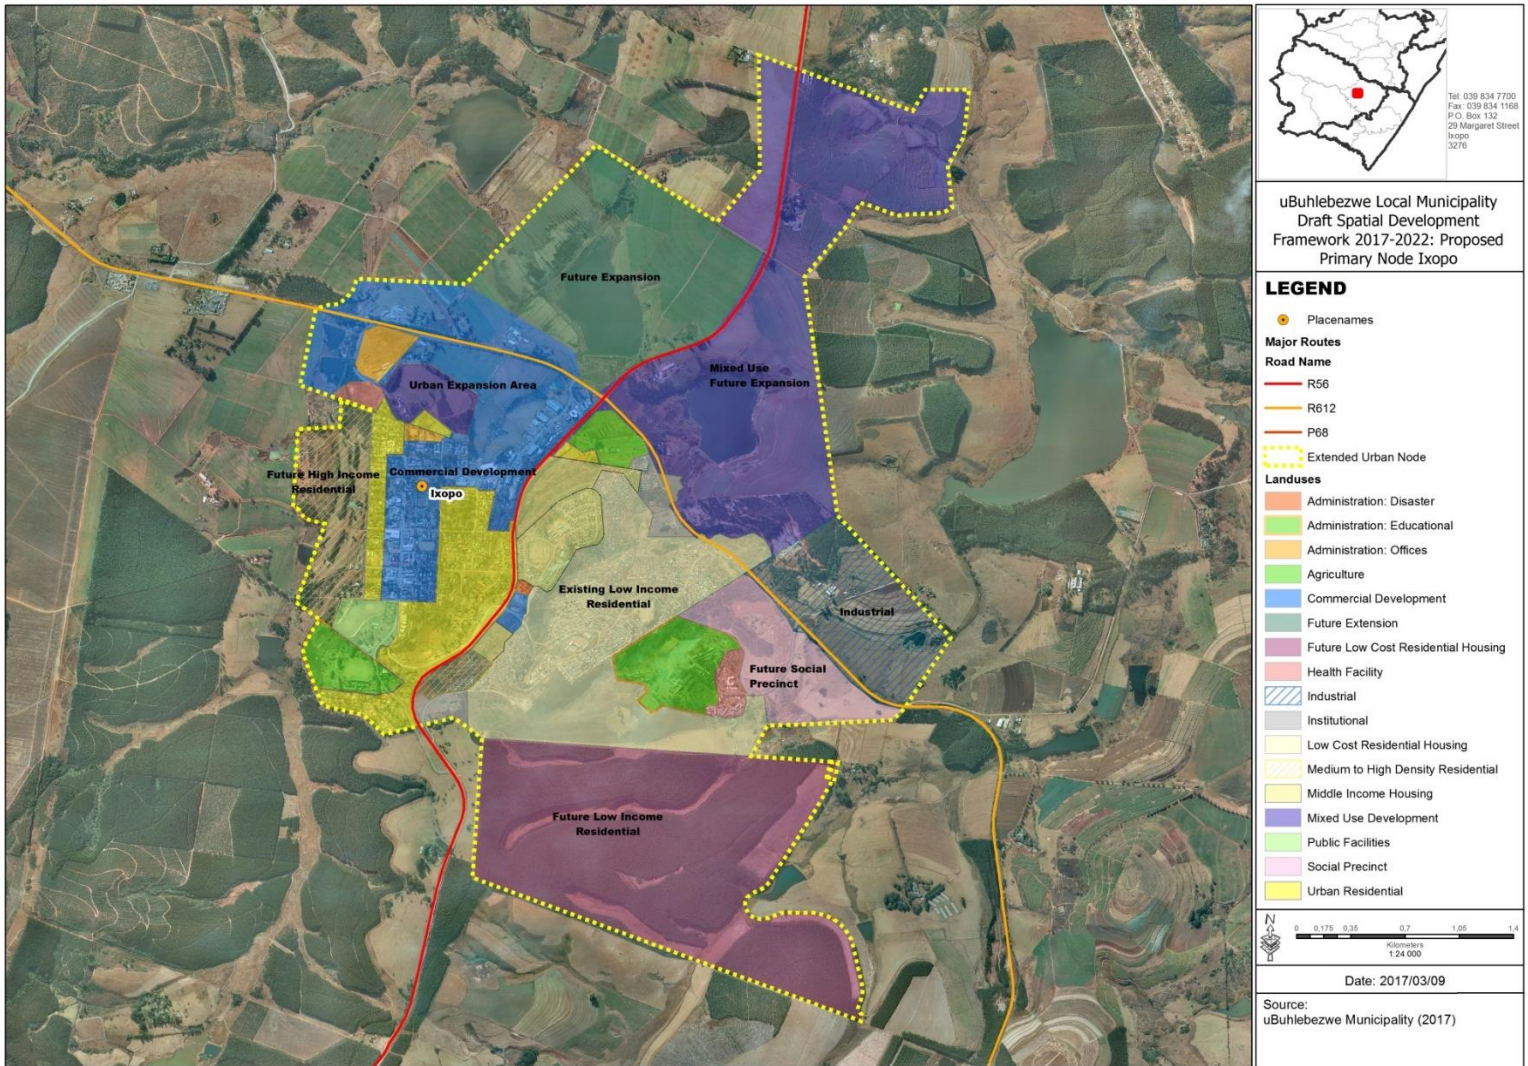 Future Expansion
Mixed Use
Future Expansion
Urban Expansion Area
Future High Income
Residential
Commercial Development
Ixopo
Existing Low Income
Residential
Industrial
Future Social
Precinct
Future Low Income
Residential
Tel: 039 834 7700
Fax: 039 834 1168
P.O. Box 132
29 Margaret Street
Ixopo
3276
uBuhlebezwe Local Municipality
Draft Spatial Development
Framework 2017-2022: Proposed
Primary Node Ixopo
LEGEND
Placenames
Major Routes
Road Name
R56
R612
P68
Extended Urban Node
Landuses
Administration: Disaster
Administration: Educational
Administration: Offices
Agriculture
Commercial Development
Future Extension
Future Low Cost Residential Housing
Health Facility
Industrial
Institutional
Low Cost Residential Housing
Medium to High Density Residential
Middle Income Housing
Mixed Use Development
Public Facilities
Social Precinct
Urban Residential
N
0 0,175 0,35 0,7 1,05 1,4
Kilometers
1:24 000
Date: 2017/03/09
Source:
uBuhlebezwe Municipality (2017)